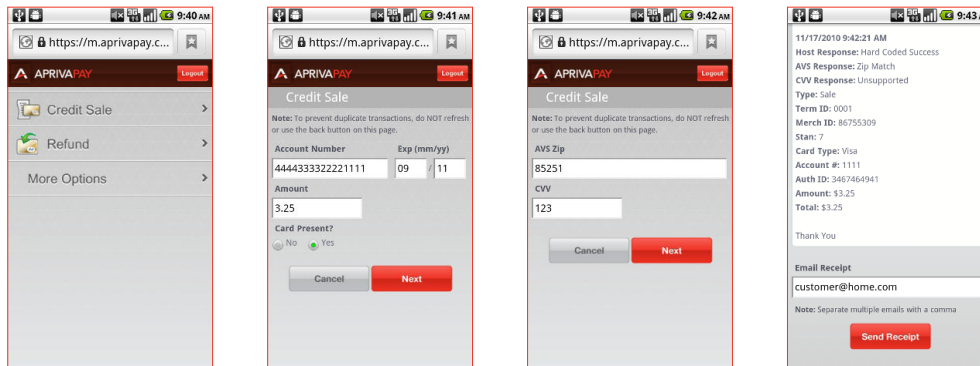 3G 9:40 AM
https://m.aprivapay.c...
APRIVAPAY Logout
Credit Sale
Refund
More Options
3G 9:41 AM
https://m.aprivapay.c...
APRIVAPAY Logout
Credit Sale
Note: To prevent duplicate transactions, do NOT refresh
or use the back button on this page.
Account Number Exp (mm/yy)
4444333322221111 09 / 11
Amount
3.25
Card Present?
No Yes
Cancel Next
3G 9:42 AM
https://m.aprivapay.c...
APRIVAPAY Logout
Credit Sale
Note: To prevent duplicate transactions, do NOT refresh
or use the back button on this page.
AVS Zip
85251
CVV
123
Cancel Next
3G 9:43
11/17/2010 9:42:21 AM
Host Response: Hard Coded Success
AVS Response: Zip Match
CVV Response: Unsupported
Type: Sale
Term ID: 0001
Merch ID: 86755309
Stan: 7
Card Type: Visa
Account #: 1111
Auth ID: 3467464941
Amount: $3.25
Total: $3.25
Thank You
Email Receipt
customer@home.com
Note: Separate multiple emails with a comma
Send Receipt